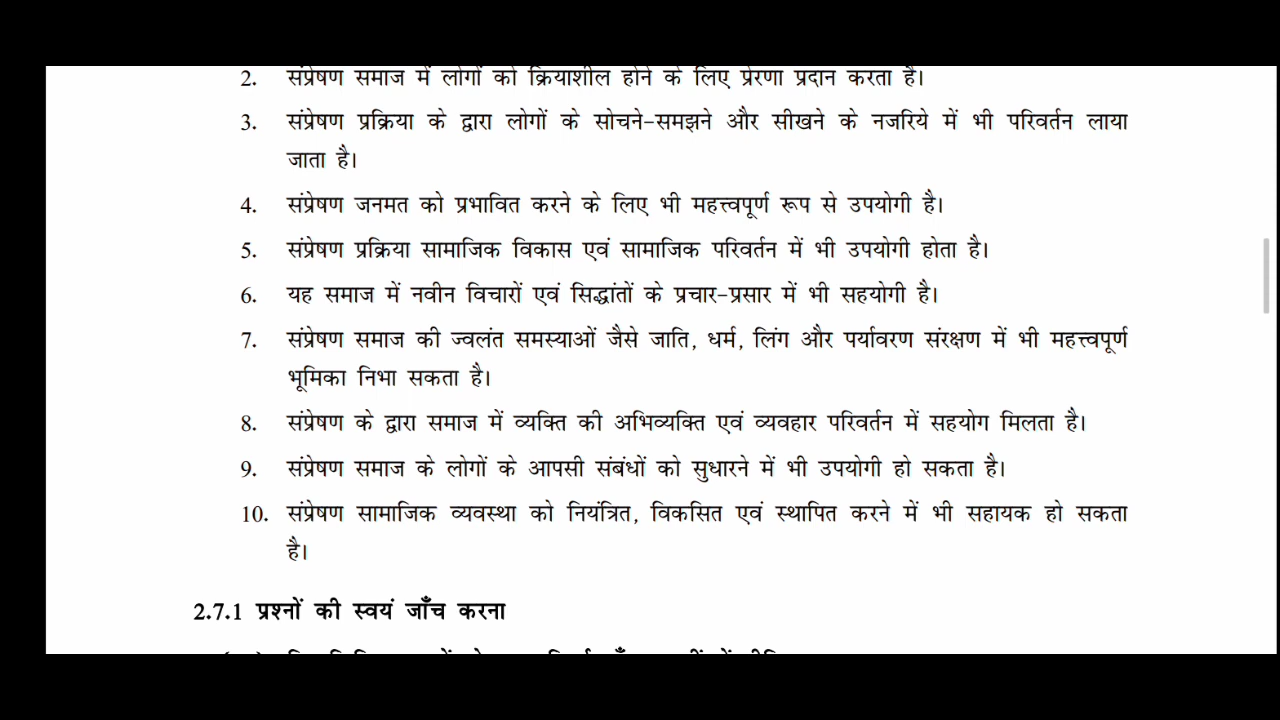 2. संप्रेषण समाज में लोगों को क्रियाशील होने के लिए प्रेरणा प्रदान करता है।
3. संप्रेषण प्रक्रिया के द्वारा लोगों के सोचने-समझने और सीखने के नजरिये में भी परिवर्तन लाया
जाता है।
4. संप्रेषण जनमत को प्रभावित करने के लिए भी महत्त्वपूर्ण रूप से उपयोगी है।
5. संप्रेषण प्रक्रिया सामाजिक विकास एवं सामाजिक परिवर्तन में भी उपयोगी होता है।
6. यह समाज में नवीन विचारों एवं सिद्धांतों के प्रचार-प्रसार में भी सहयोगी है।
7. संप्रेषण समाज की ज्वलंत समस्याओं जैसे जाति, धर्म, लिंग और पर्यावरण संरक्षण में भी महत्त्वपूर्ण
भूमिका निभा सकता है।
8. संप्रेषण के द्वारा समाज में व्यक्ति की अभिव्यक्ति एवं व्यवहार परिवर्तन में सहयोग मिलता है।
9. संप्रेषण समाज के लोगों के आपसी संबंधों को सुधारने में भी उपयोगी हो सकता है।
10. संप्रेषण सामाजिक व्यवस्था को नियंत्रित, विकसित एवं स्थापित करने में भी सहायक हो सकता
है।
2.7.1 प्रश्नों की स्वयं जाँच करना